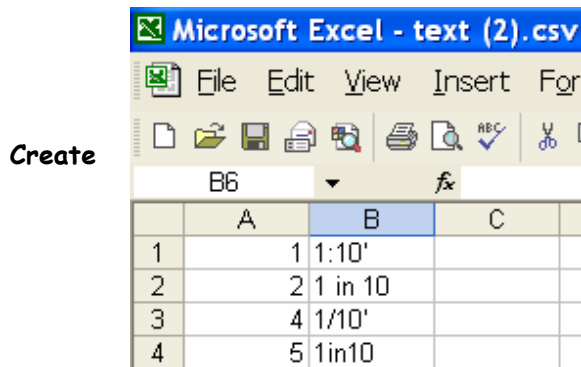 Microsoft Excel - text (2).csv
File Edit View Insert For
ABC
Create
B6 fx
A B C
1 1 1:10'
2 2 1 in 10
3 4 1/10'
4 5 1in10